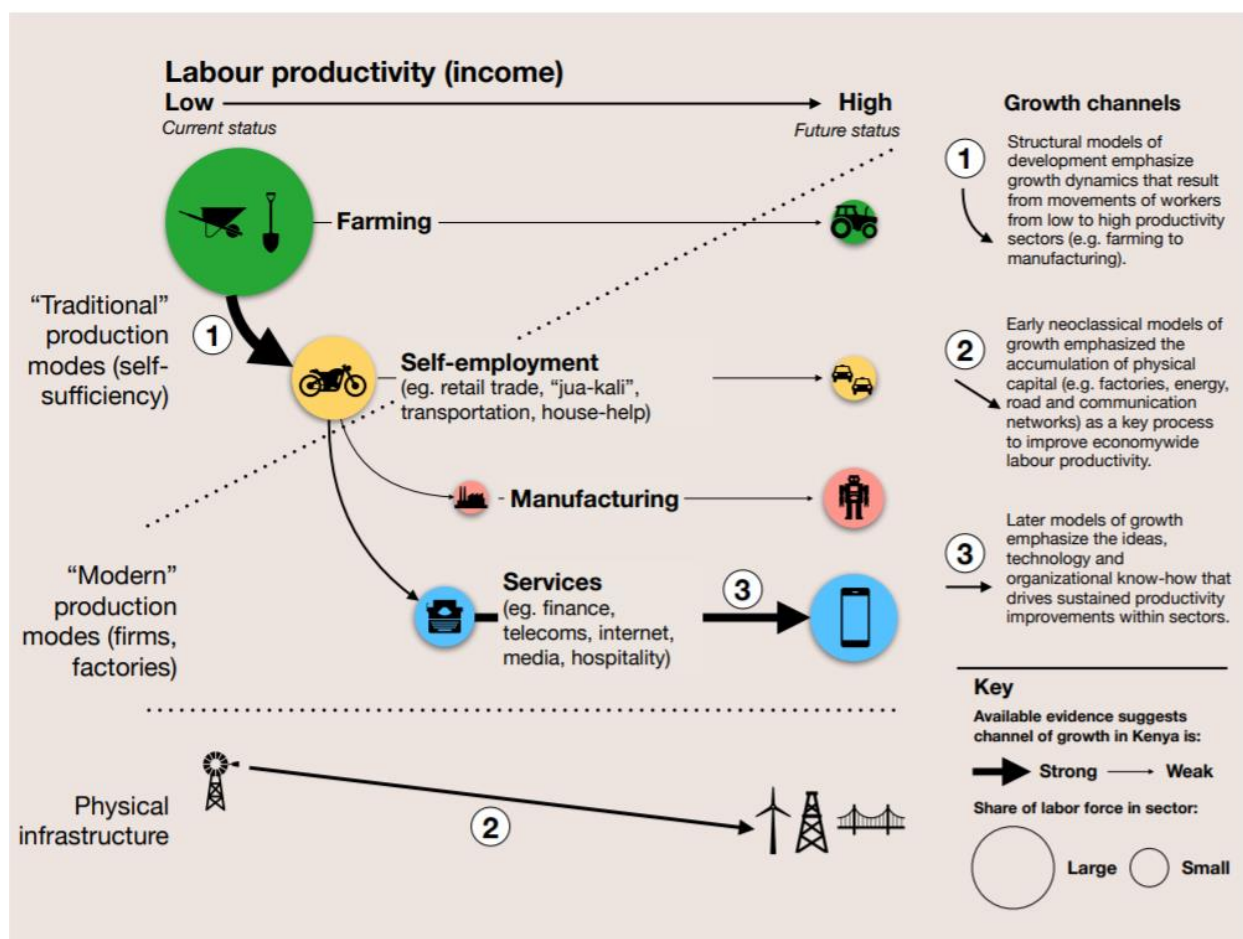 Labour productivity (income)
Low
High
Current status
Future status
Farming
“Traditional”
production
modes (self-
sufficiency)
1
Self-employment
(eg. retail trade, “jua-kali”,
transportation, house-help)
Manufacturing
“Modern”
production
modes (firms,
factories)
Services
(eg. finance,
telecoms, internet,
media, hospitality)
3
Physical
infrastructure
2
Growth channels
1
Structural models of
development emphasize
growth dynamics that result
from movements of workers
from low to high productivity
sectors (e.g. farming to
manufacturing).
2
Early neoclassical models of
growth emphasized the
accumulation of physical
capital (e.g. factories, energy,
road and communication
networks) as a key process
to improve economywide
labour productivity.
3
Later models of growth
emphasize the ideas,
technology and
organizational know-how that
drives sustained productivity
improvements within sectors.
Key
Available evidence suggests
channel of growth in Kenya is:
Strong Weak
Share of labor force in sector:
Large Small